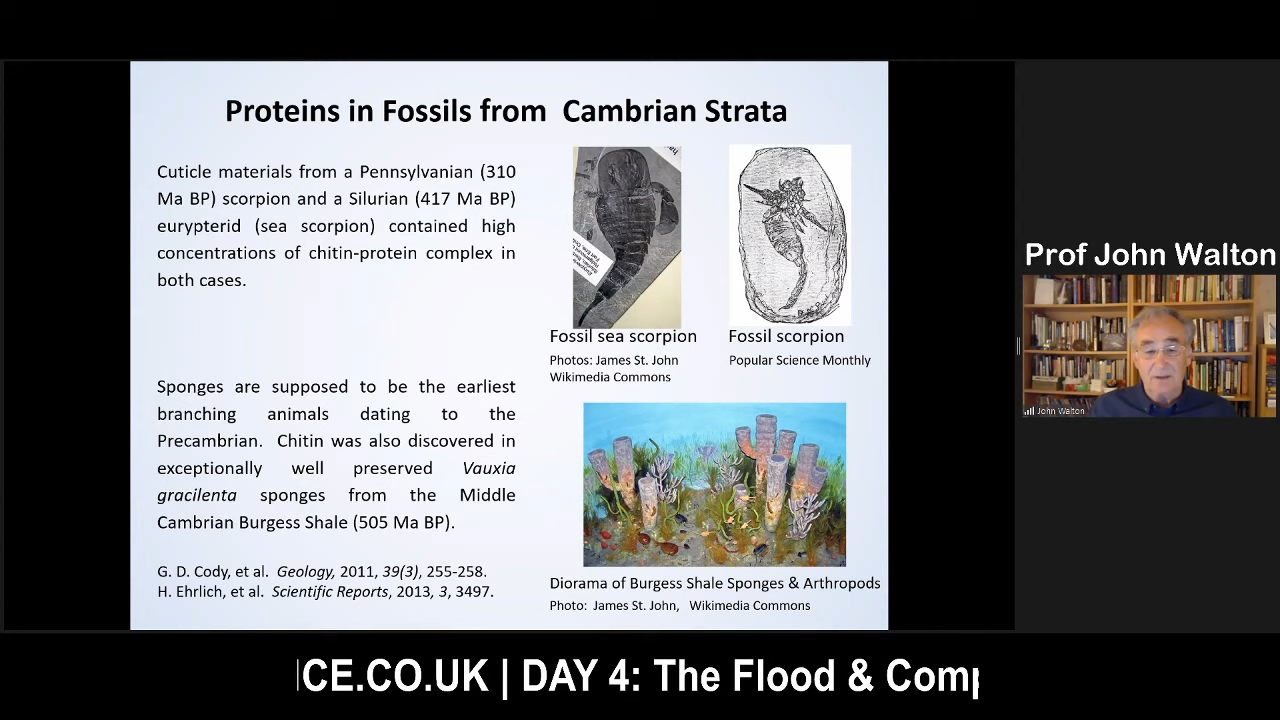 Proteins in Fossils from Cambrian Strata
Cuticle materials from a Pennsylvanian (310
Ma BP) scorpion and a Silurian (417 Ma BP)
eurypterid (sea scorpion) contained high
concentrations of chitin-protein complex in
both cases.
Fossil sea scorpion
Photos: James St. John
Wikimedia Commons
Fossil scorpion
Popular Science Monthly
Sponges are supposed to be the earliest
branching animals dating to the
Precambrian. Chitin was also discovered in
exceptionally well preserved Vauxia
gracilenta sponges from the Middle
Cambrian Burgess Shale (505 Ma BP).
G. D. Cody, et al. Geology, 2011, 39(3), 255-258.
H. Ehrlich, et al. Scientific Reports, 2013, 3, 3497.
Diorama of Burgess Shale Sponges & Arthropods
Photo: James St. John, Wikimedia Commons
Prof John Walton
John Walton
CE.CO.UK | DAY 4: The Flood & Comp